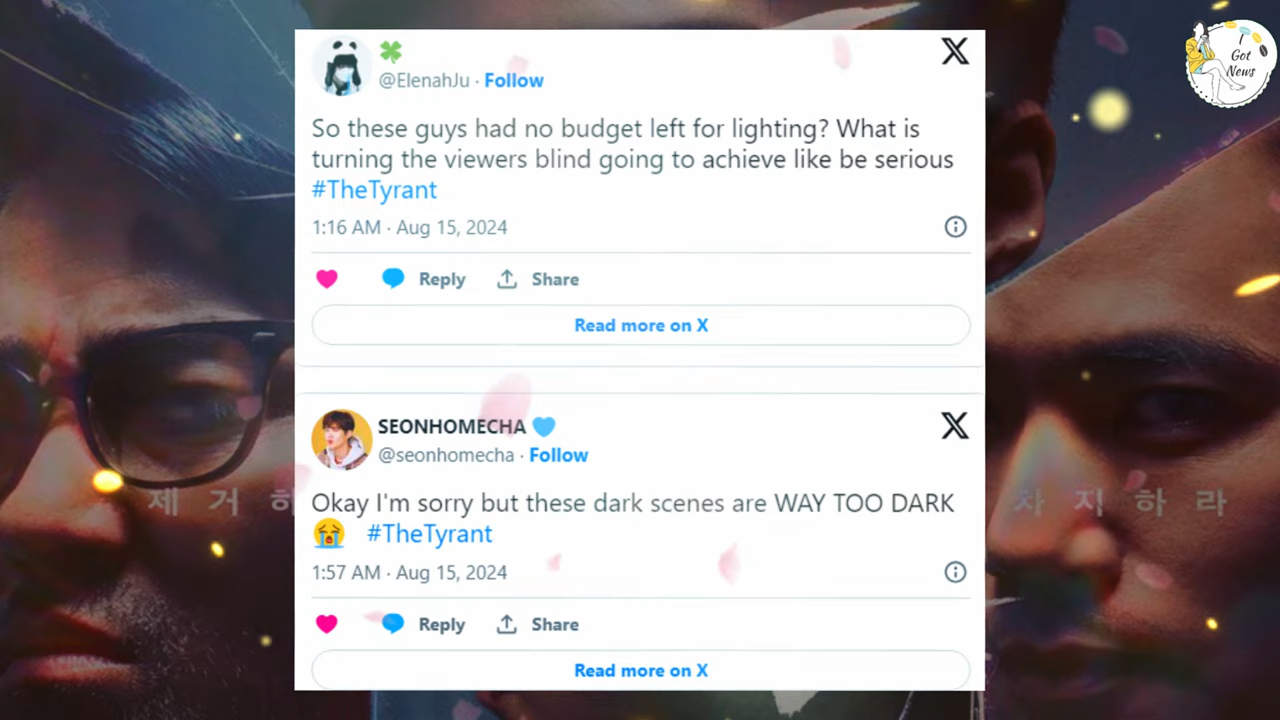 I
Got
News
🍀
@ElenahJu · Follow
So these guys had no budget left for lighting? What is
turning the viewers blind going to achieve like be serious
#TheTyrant
1:16 AM · Aug 15, 2024
Reply Share
Read more on X
SEONHOMECHA 🩵
@seonhomecha · Follow
Okay I'm sorry but these dark scenes are WAY TOO DARK
😭 #TheTyrant
1:57 AM · Aug 15, 2024
Reply Share
Read more on X
제 거 하
차 지 하 라